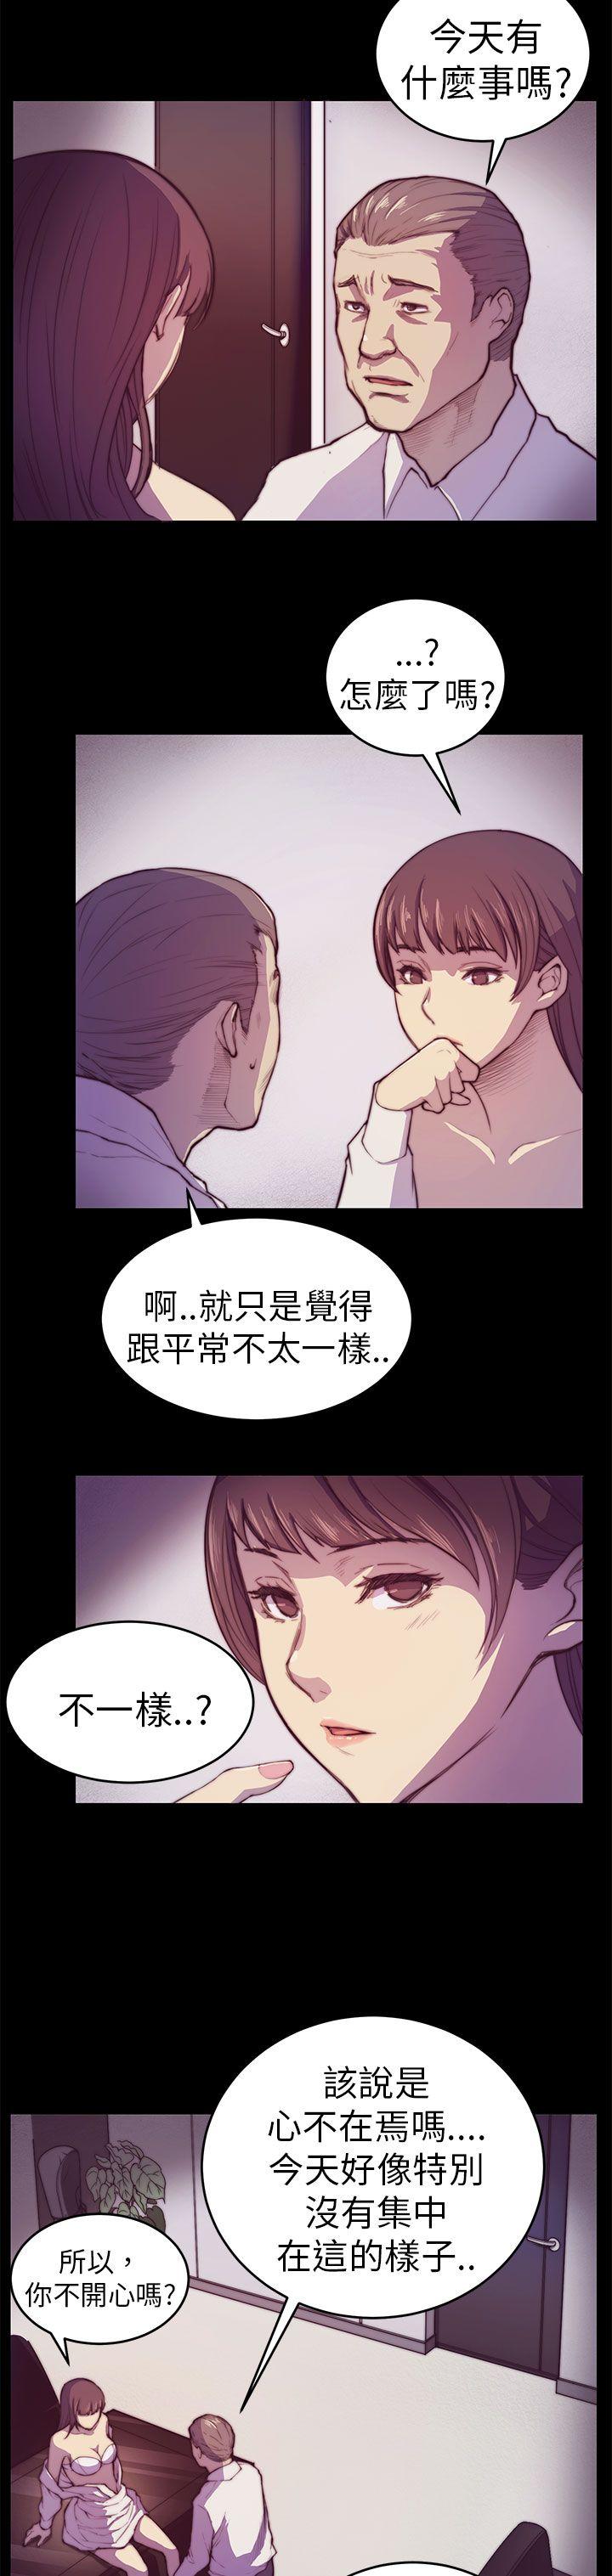 今天有
什麼事嗎?
...?
怎麼了嗎?
啊..就只是覺得
跟平常不太一樣..
不一樣..?
該說是
心不在焉嗎....
今天好像特別
沒有集中
在這的樣子..
所以，
你不開心嗎?